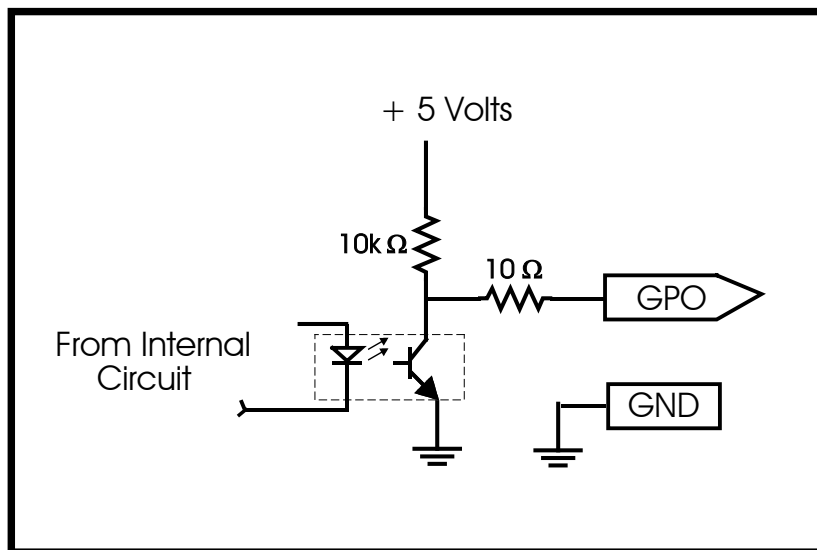 + 5 Volts
10k Ω
10 Ω
GPO
From Internal
Circuit
GND